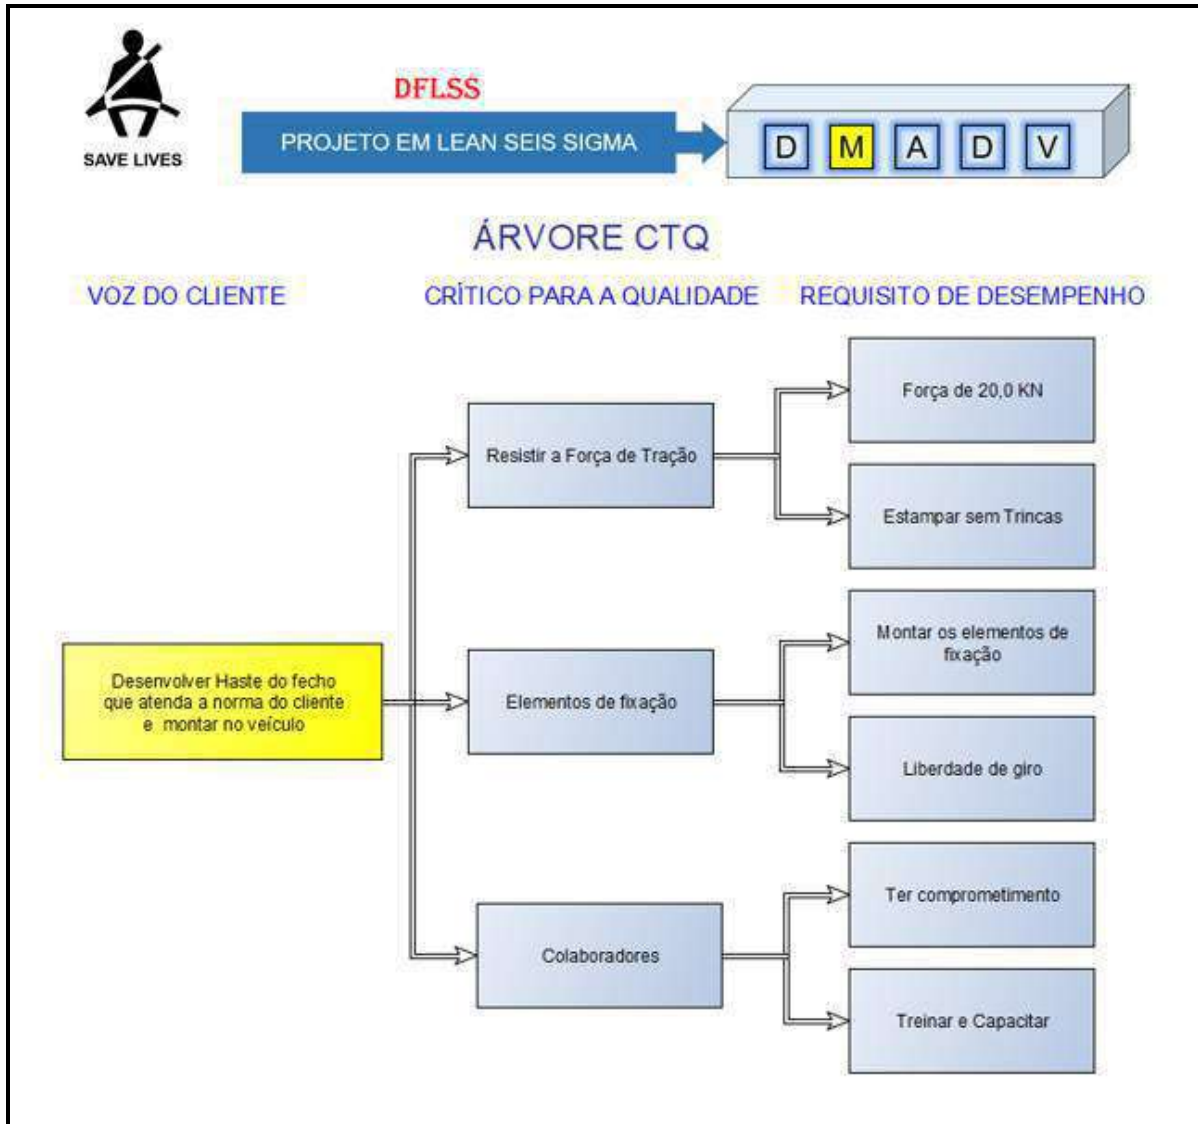 DFLSS
PROJETO EM LEAN SEIS SIGMA
D M A D V
SAVE LIVES
ÁRVORE CTQ
VOZ DO CLIENTE
CRÍTICO PARA A QUALIDADE
REQUISITO DE DESEMPENHO
Desenvolver Haste do fecho
que atenda a norma do cliente
e montar no veículo
Resistir a Força de Tração
Força de 20,0 KN
Estampar sem Trincas
Elementos de fixação
Montar os elementos de
fixação
Liberdade de giro
Colaboradores
Ter comprometimento
Treinar e Capacitar